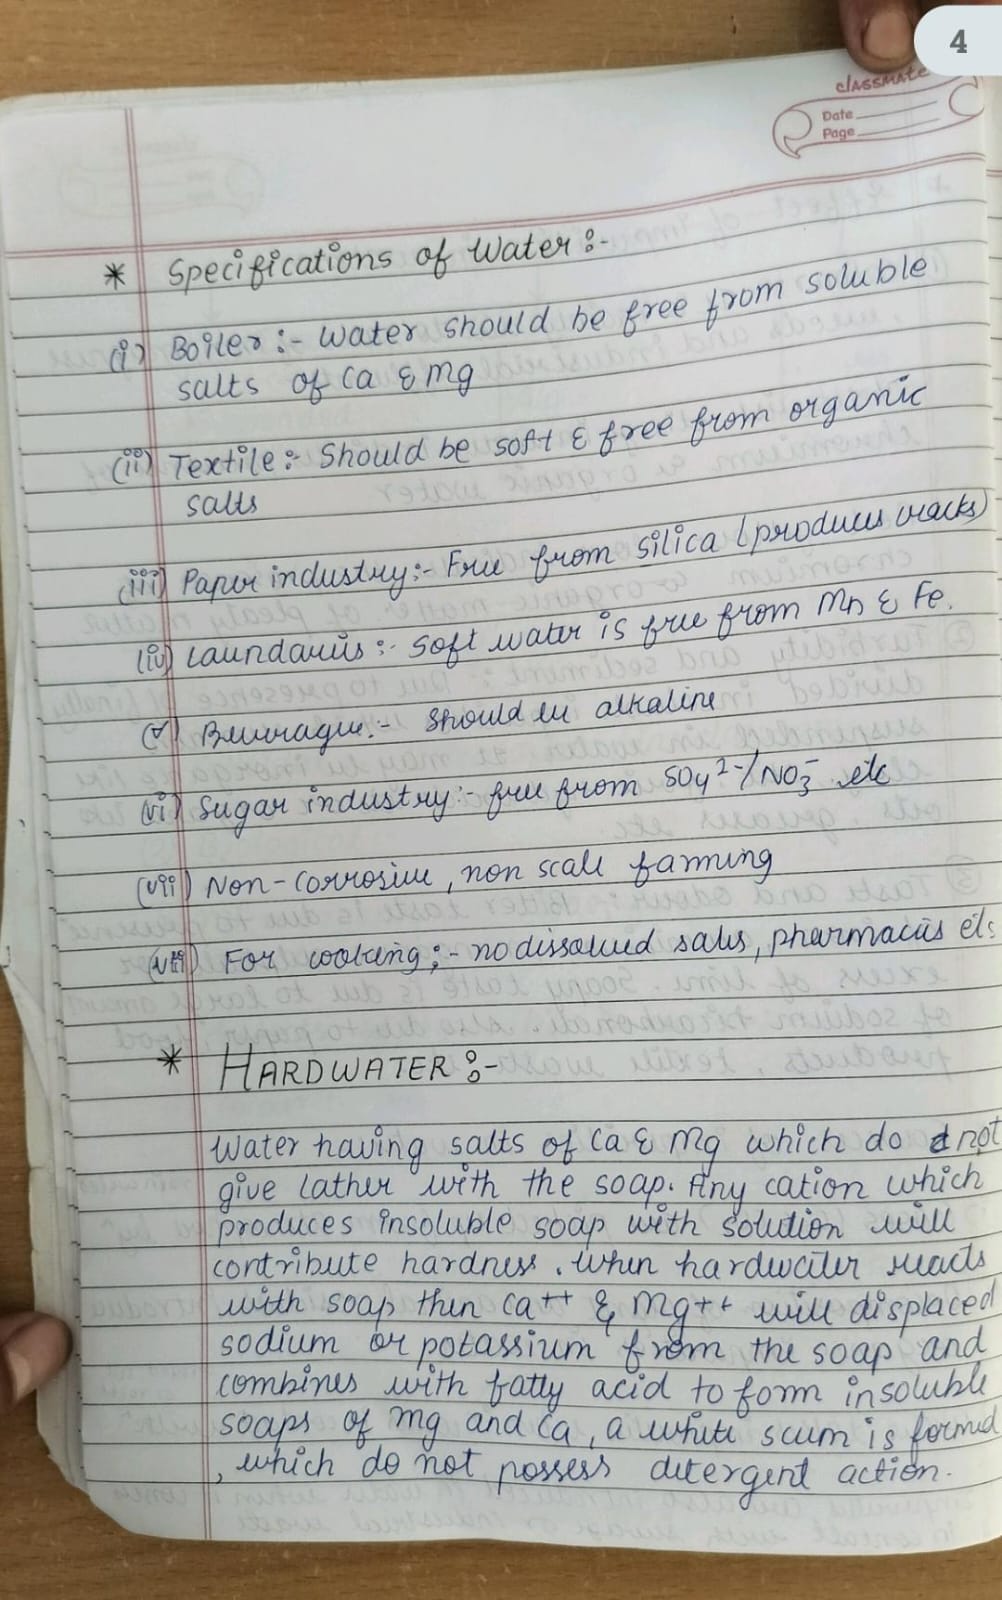 4
classmate
Date
Page
* Specifications of Water :-
(i) Boiler :- Water should be free from soluble
salts of Ca & Mg
(ii) Textile :- Should be soft & free from organic
salts
(iii) Paper industry :- Free from silica (produces cracks)
(iv) Laundaries :- Soft water is free from Mn & Fe.
(v) Beverages :- Should be alkaline
(vi) Sugar industry :- free from SO4 2-/NO3- etc
(vii) Non-corrosive, non scale farming
(viii) For cooking ;- no dissolved salts, pharmacies etc
* HARDWATER :-
Water having salts of Ca & Mg which do not
give lather with the soap. Any cation which
produces insoluble soap with solution will
contribute hardness. when hardwater reacts
with soap then Ca++ & Mg++ will displaced
sodium or potassium from the soap and
combines with fatty acid to form insoluble
soaps of Mg and Ca, a white scum is formed
, which do not possess detergent action.